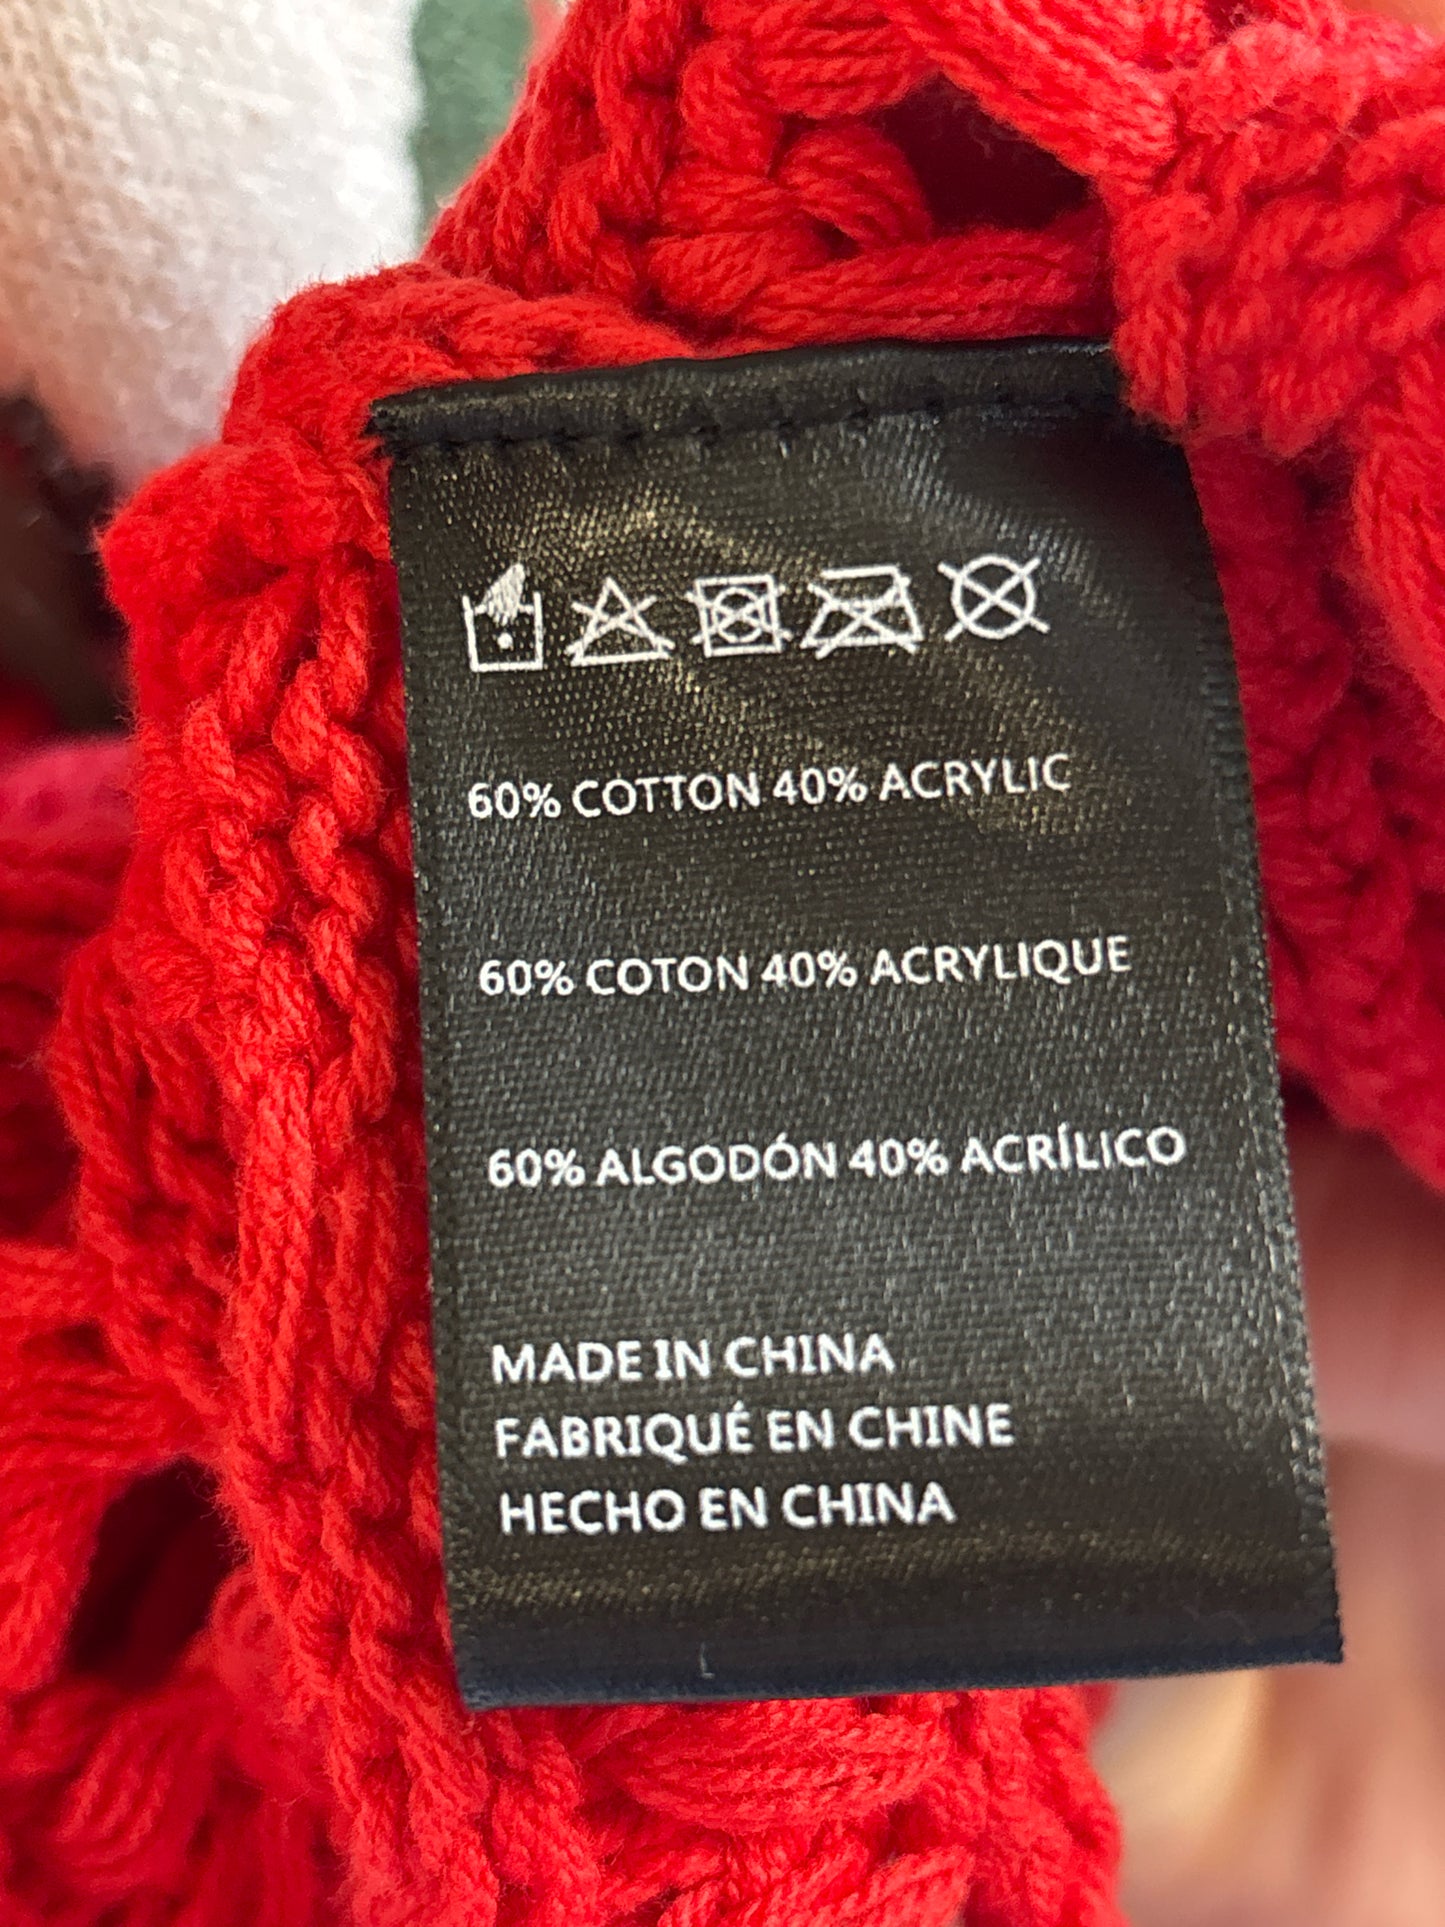 60% COTTON 40% ACRYLIC
60% COTON 40% ACRYLIQUE
60% ALGODÓN 40% ACRÍLICO
MADE IN CHINA
FABRIQUÉ EN CHINE
HECHO EN CHINA